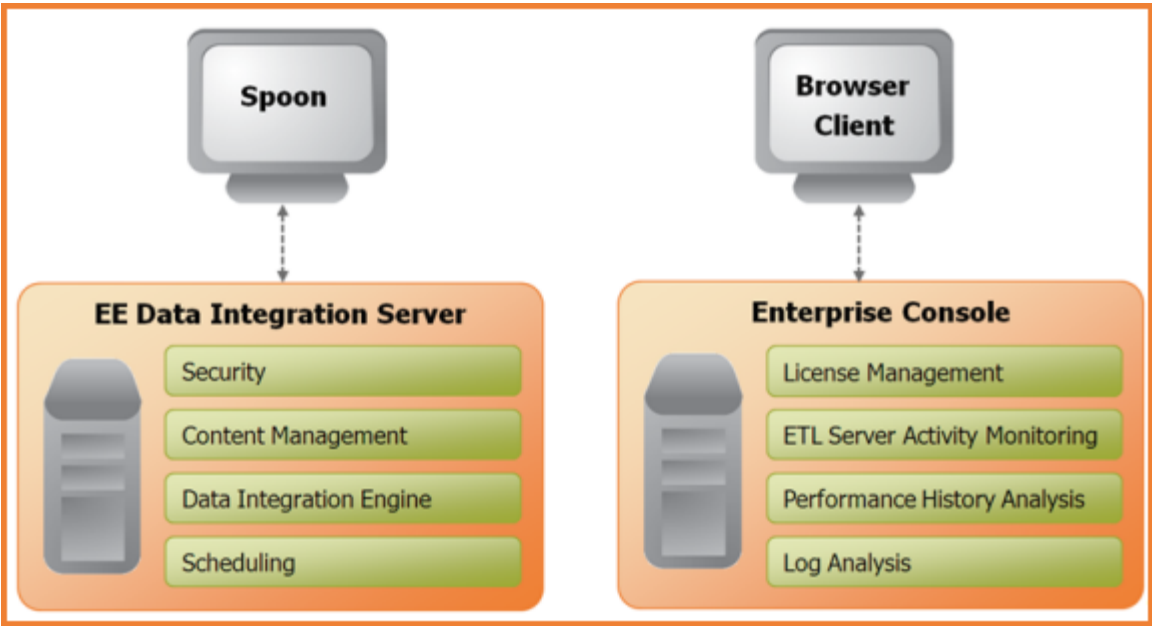 Spoon
Browser
Client
EE Data Integration Server
Security
Content Management
Data Integration Engine
Scheduling
Enterprise Console
License Management
ETL Server Activity Monitoring
Performance History Analysis
Log Analysis